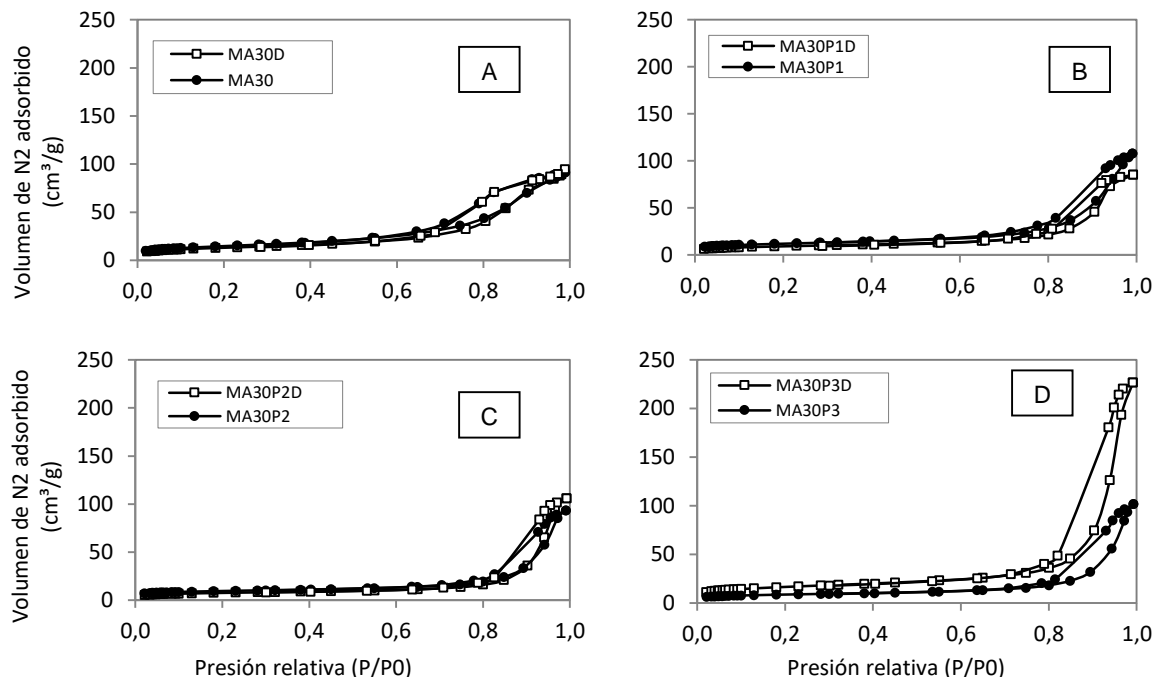 250
200
150
100
50
0
Volumen de N2 adsorbido
(cm³/g)
MA30D
MA30
A
0,0 0,2 0,4 0,6 0,8 1,0
250
200
150
100
50
0
MA30P1D
MA30P1
B
0,0 0,2 0,4 0,6 0,8 1,0
250
200
150
100
50
0
Volumen de N2 adsorbido
(cm³/g)
MA30P2D
MA30P2
C
0,0 0,2 0,4 0,6 0,8 1,0
Presión relativa (P/P0)
250
200
150
100
50
0
MA30P3D
MA30P3
D
0,0 0,2 0,4 0,6 0,8 1,0
Presión relativa (P/P0)